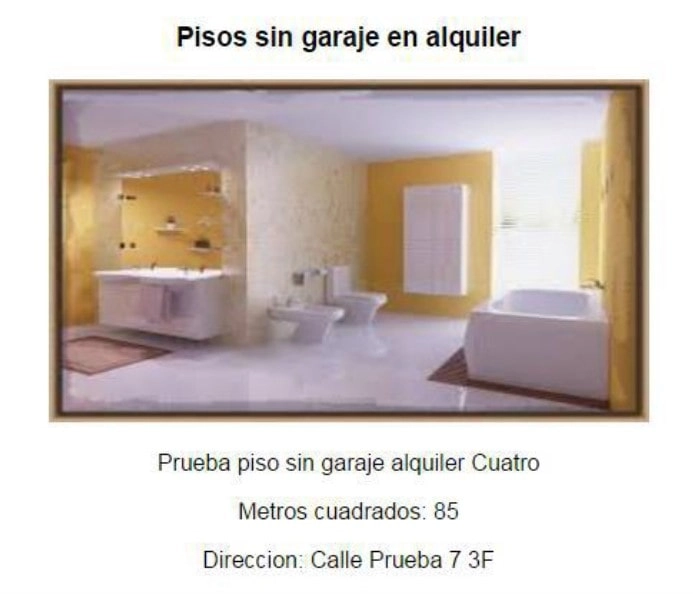 Pisos sin garaje en alquiler
Prueba piso sin garaje alquiler Cuatro
Metros cuadrados: 85
Direccion: Calle Prueba 7 3F